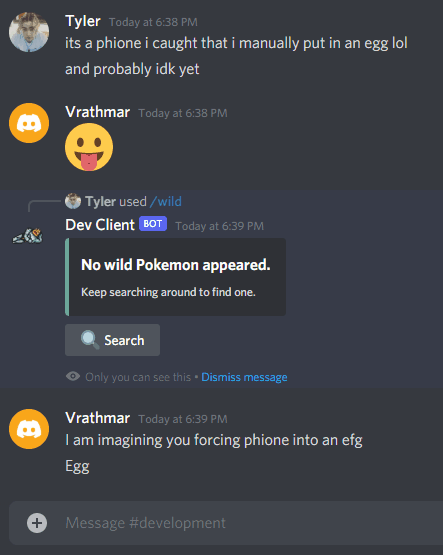 Tyler Today at 6:38 PM
its a phione i caught that i manually put in an egg lol
and probably idk yet
Vrathmar Today at 6:38 PM
Tyler used /wild
Dev Client BOT Today at 6:39 PM
No wild Pokemon appeared.
Keep searching around to find one.
Search
Only you can see this • Dismiss message
Vrathmar Today at 6:39 PM
I am imagining you forcing phione into an efg
Egg
Message #development